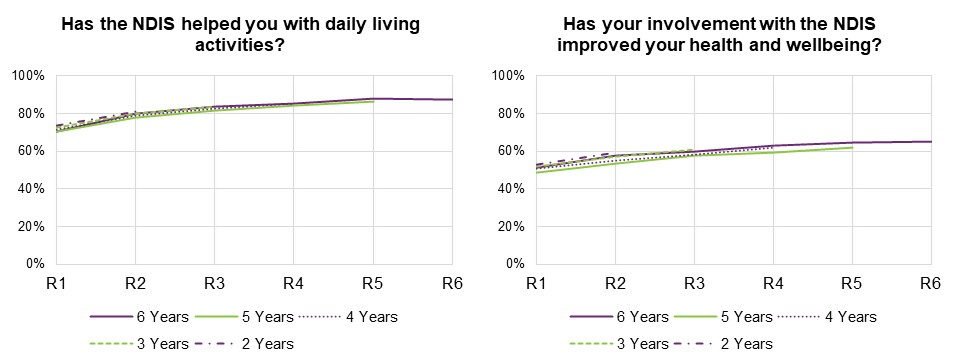 Has the NDIS helped you with daily living
activities?
100%
80%
60%
40%
20%
0%
R1 R2 R3 R4 R5 R6
6 Years 5 Years 4 Years
3 Years 2 Years
Has your involvement with the NDIS
improved your health and wellbeing?
100%
80%
60%
40%
20%
0%
R1 R2 R3 R4 R5 R6
6 Years 5 Years 4 Years
3 Years 2 Years